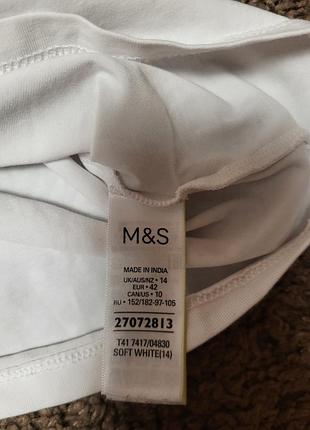 M&S
MADE IN INDIA
UK/AUS/NZ • 14
EUR • 42
CAN/US • 10
RU • 152/182-97-105
27072813
T41 7417/04830
SOFT WHITE(14)